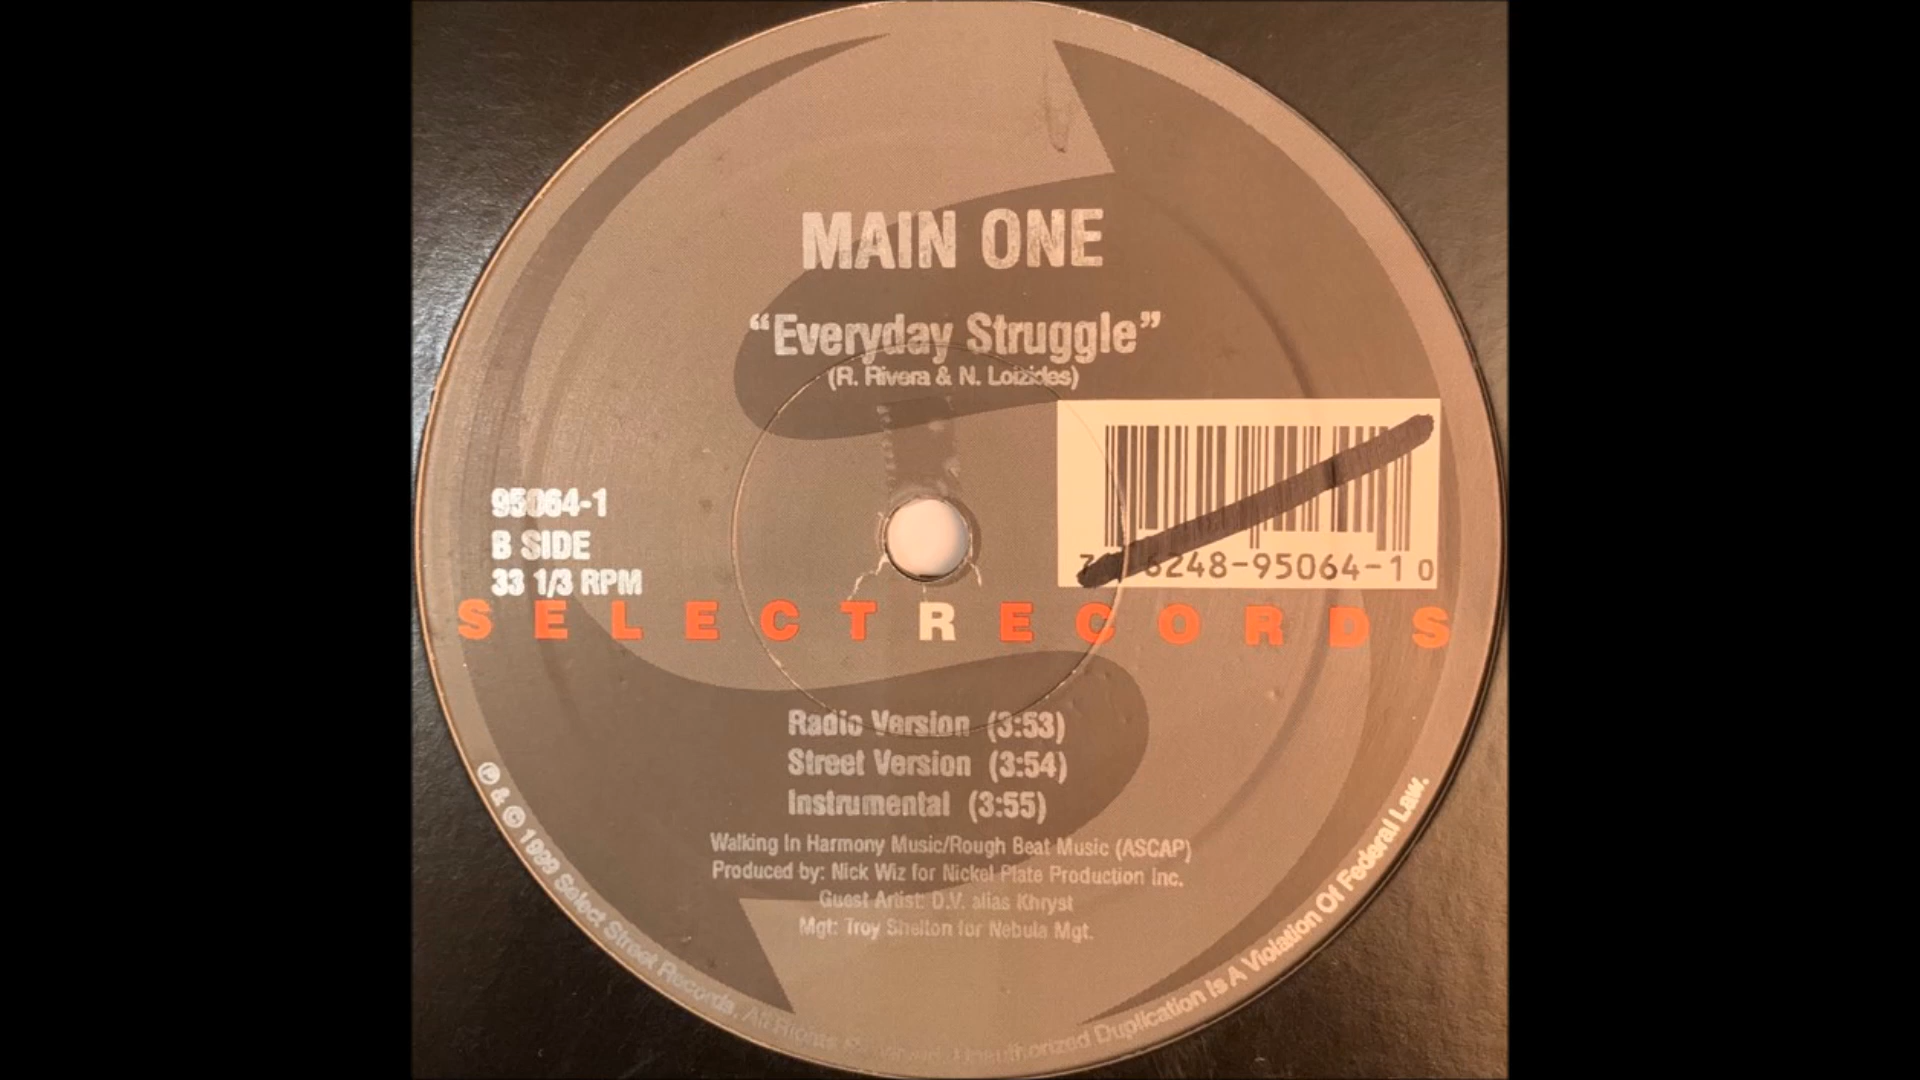 MAIN ONE
“Everyday Struggle”
(R. Rivera & N. Loizides)
95064-1
B SIDE
33 1/3 RPM
6248-95064-1 0
SELECTRECORDS
Radio Version (3:53)
Street Version (3:54)
Instrumental (3:55)
Walking In Harmony Music/Rough Beat Music (ASCAP)
Produced by: Nick Wiz for Nickel Plate Production Inc.
Guest Artist: D.V. alias Khryst
Mgt: Troy Shelton for Nebula Mgt.
℗ & © Select Street Records, All Rights Unauthorized Duplication Is A Violation Of Federal Law.